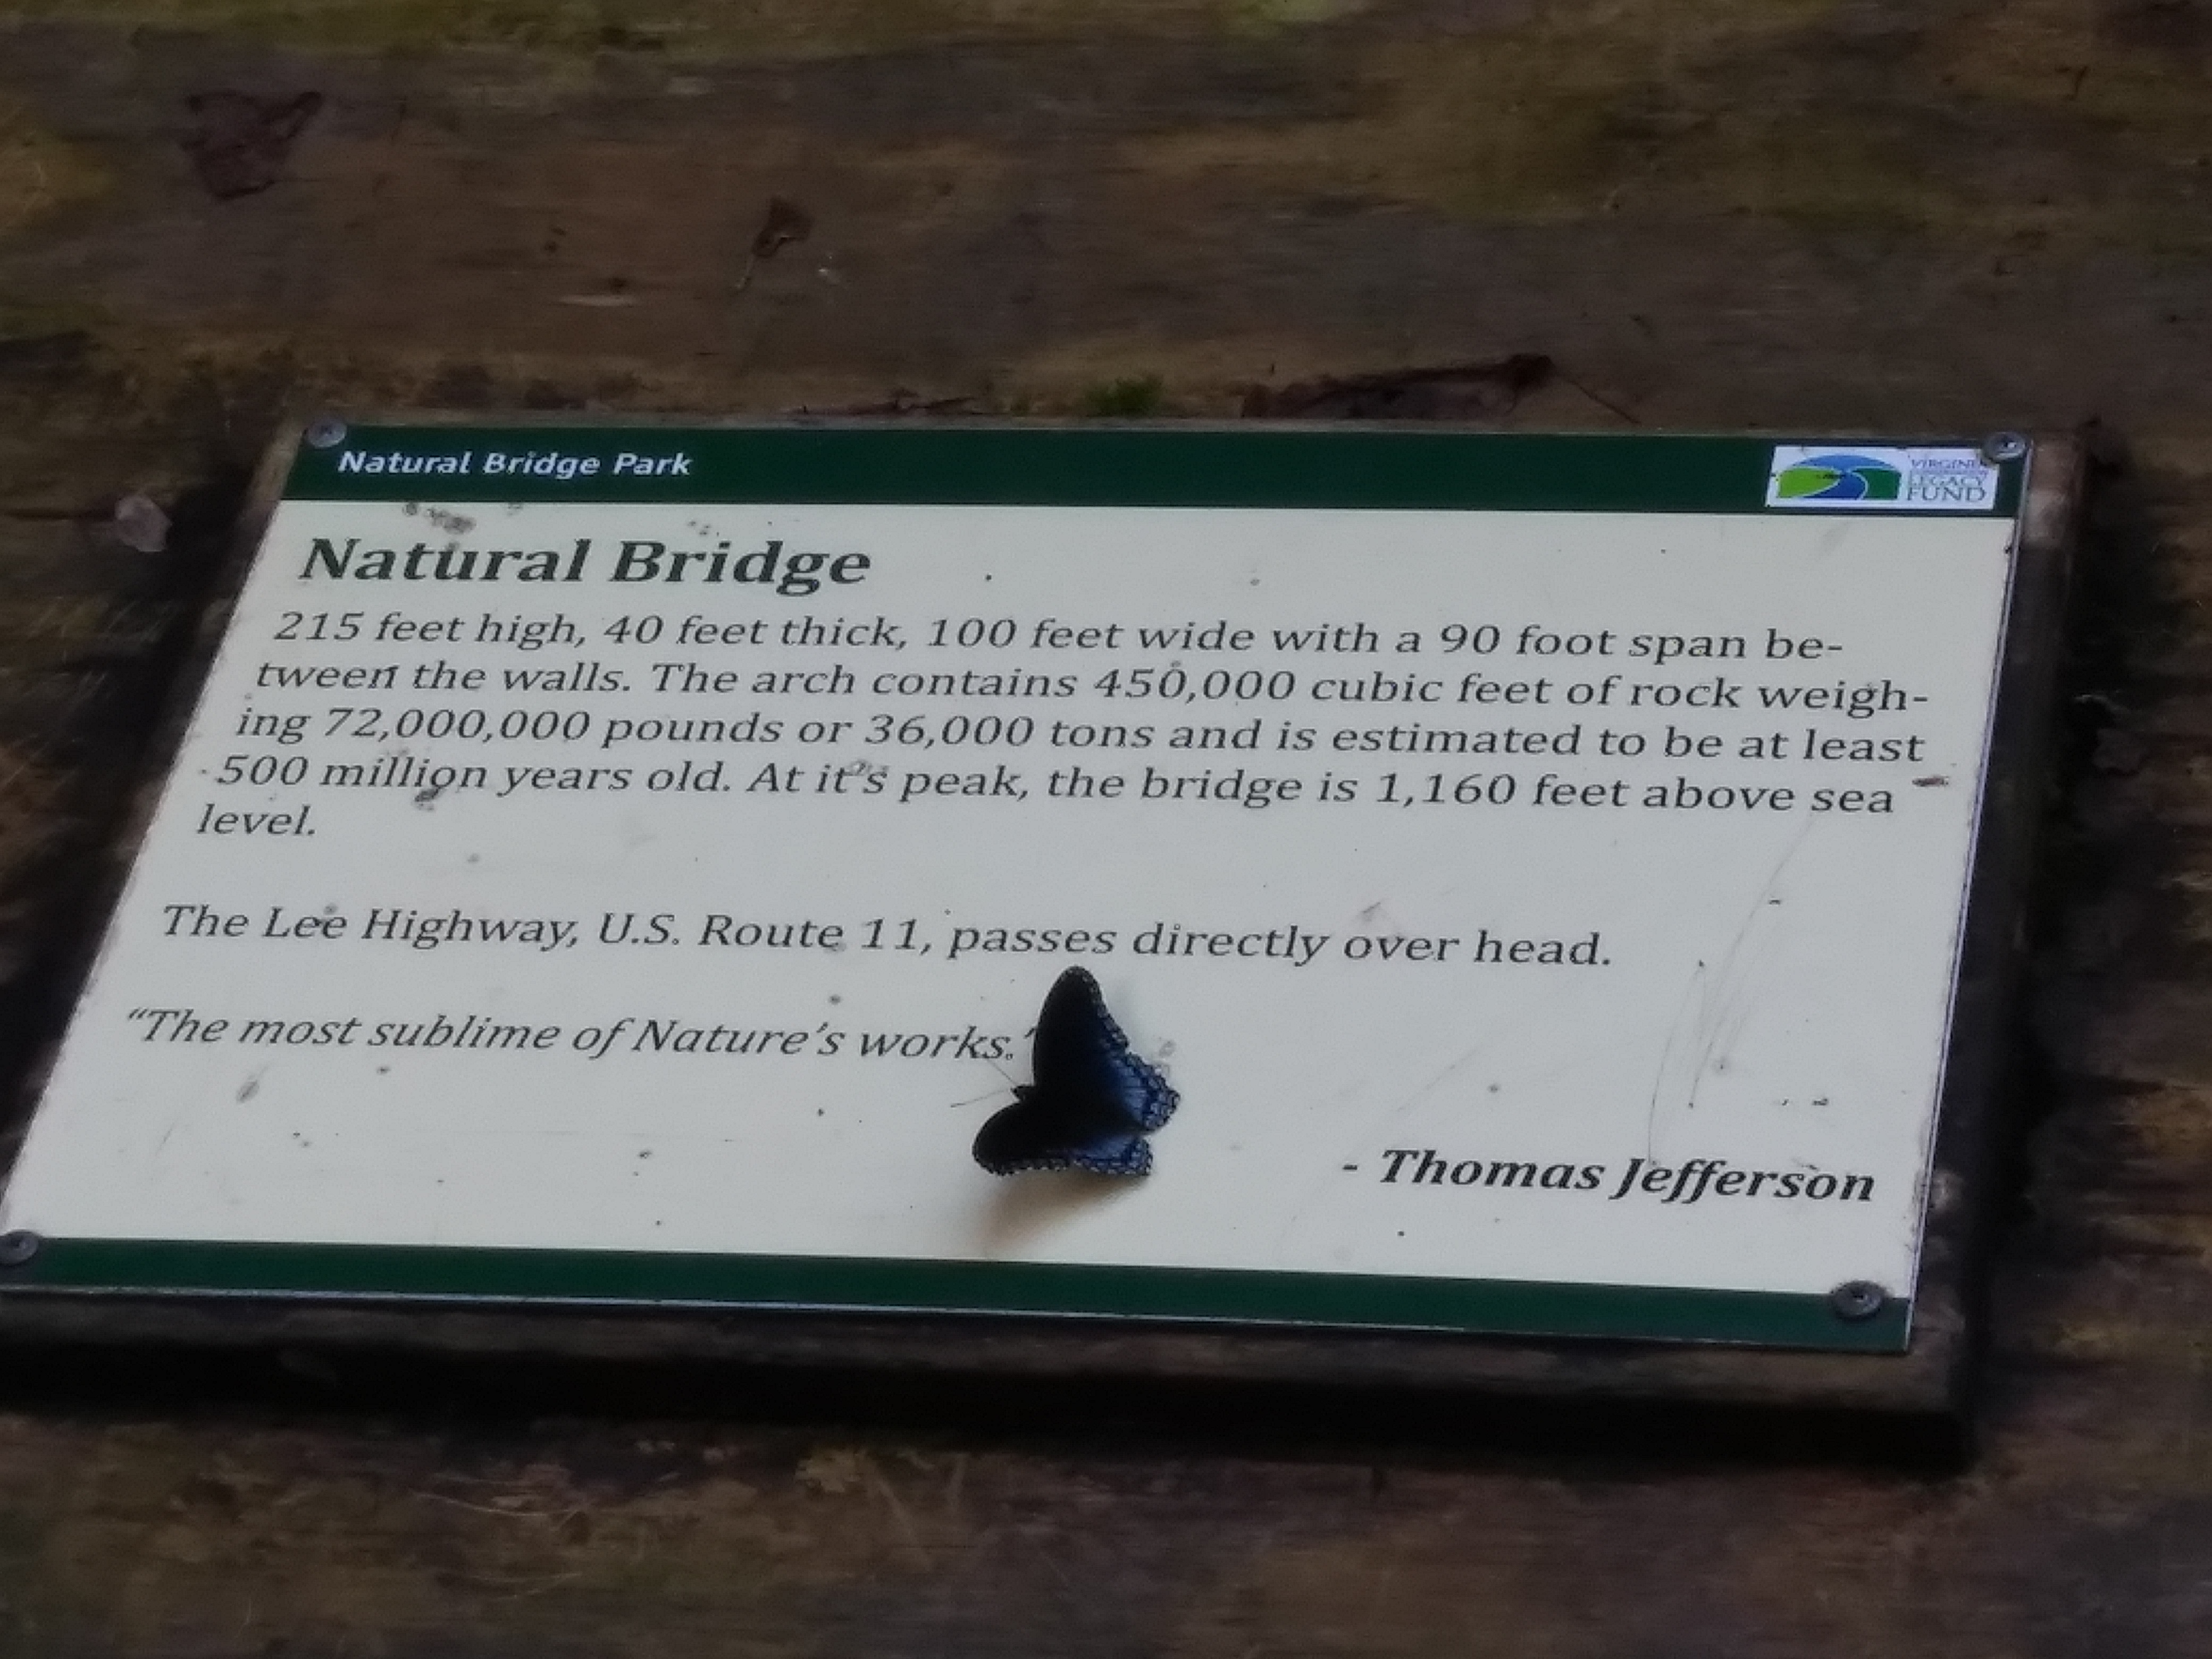 Natural Bridge Park
VIRGINIA
LEGACY
FUND
Natural Bridge
215 feet high, 40 feet thick, 100 feet wide with a 90 foot span be-
tween the walls. The arch contains 450,000 cubic feet of rock weigh-
ing 72,000,000 pounds or 36,000 tons and is estimated to be at least
500 million years old. At it's peak, the bridge is 1,160 feet above sea
level.
The Lee Highway, U.S. Route 11, passes directly over head.
“The most sublime of Nature’s works.”
- Thomas Jefferson